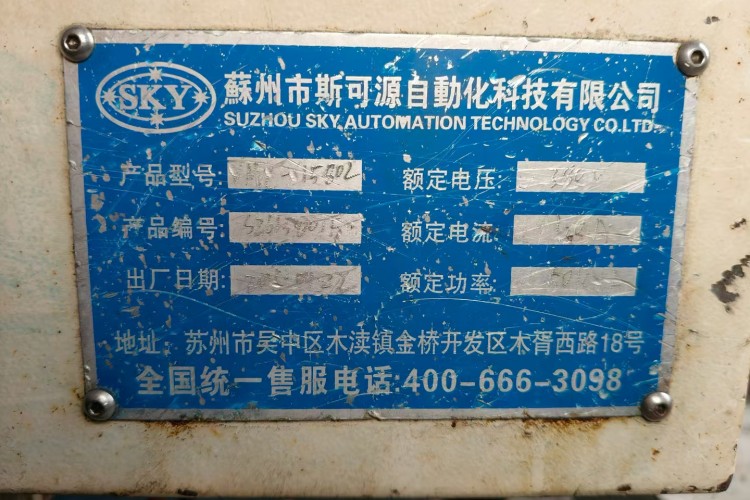 SKY
蘇州市斯可源自動化科技有限公司
SUZHOU SKY AUTOMATION TECHNOLOGY CO.LTD.
产品型号:
额定电压:
产品编号:
额定电流:
出厂日期:
额定功率:
地址: 苏州市吴中区木渎镇金桥开发区木胥西路18号
全国统一售服电话:400-666-3098